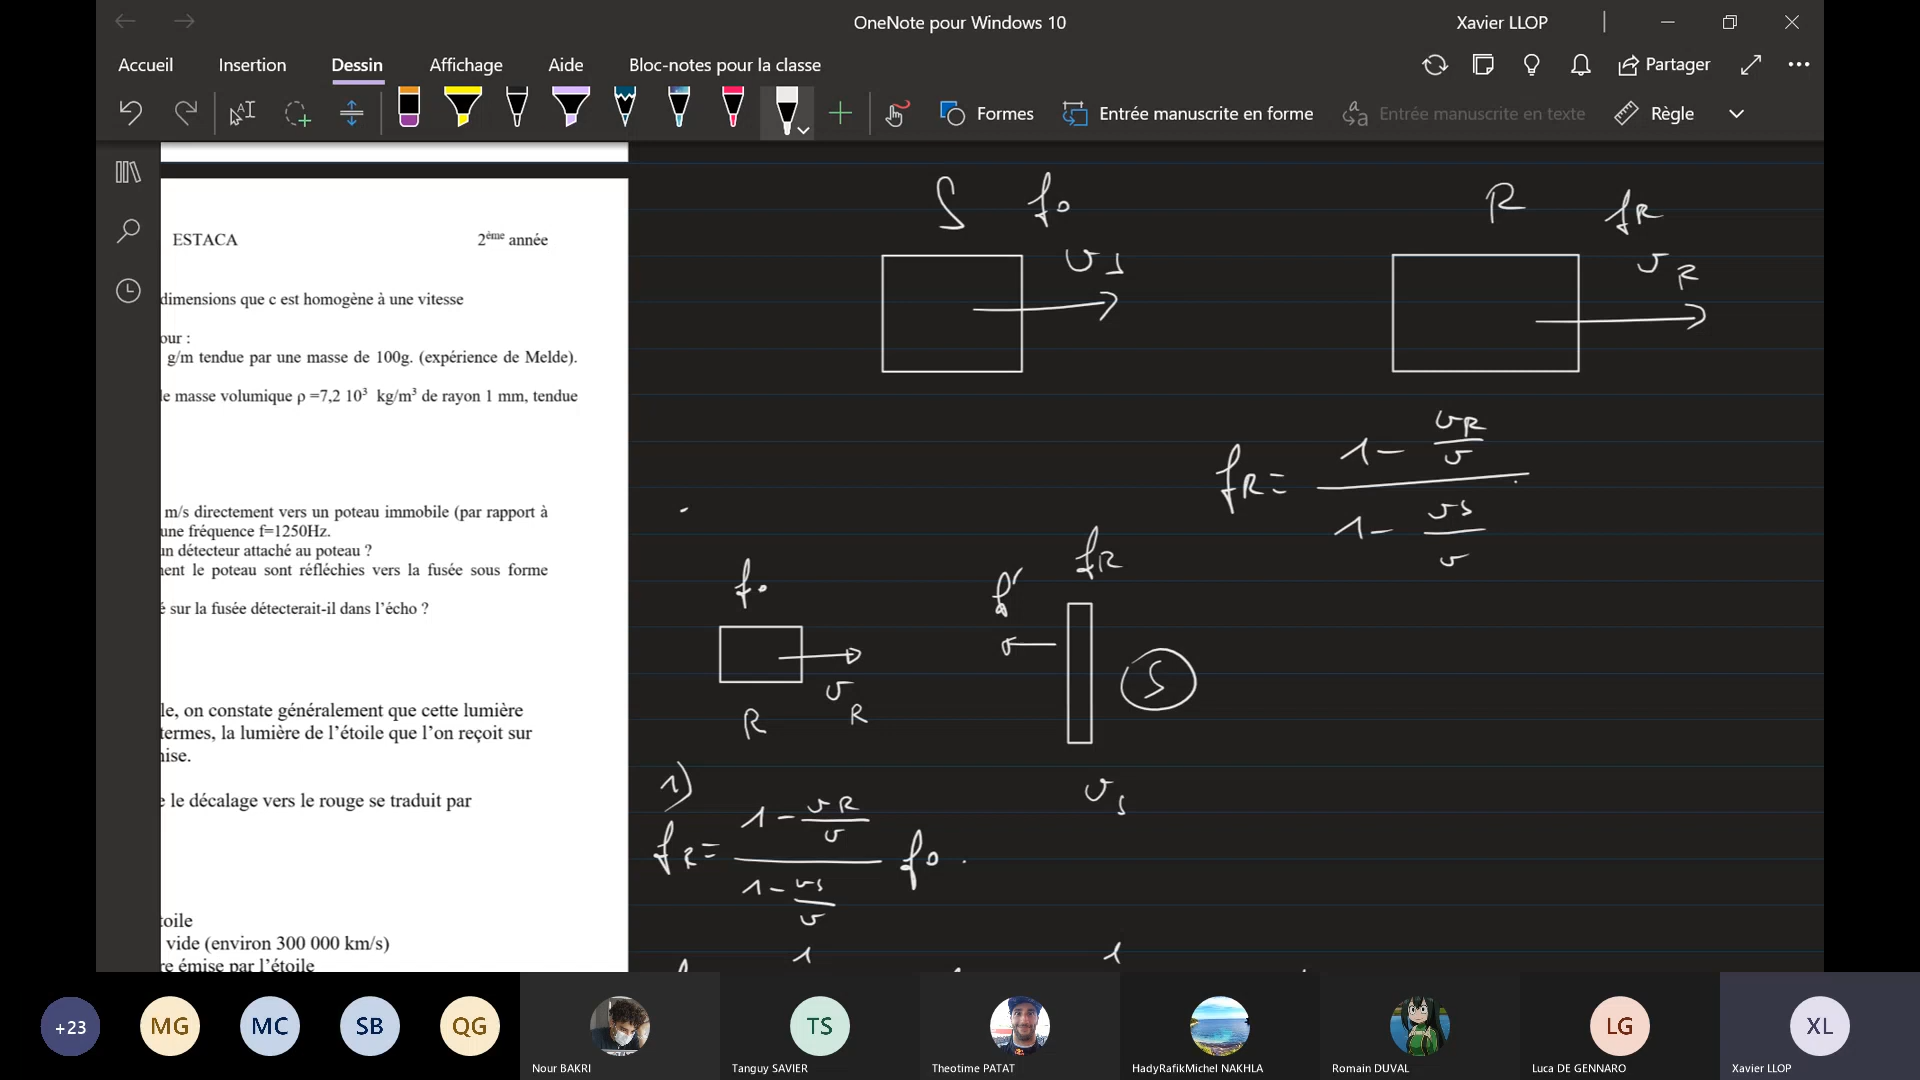 OneNote pour Windows 10
Xavier LLOP
Accueil Insertion Dessin Affichage Aide Bloc-notes pour la classe
Partager
Formes Entrée manuscrite en forme Entrée manuscrite en texte Règle
ESTACA 2ème année
dimensions que c est homogène à une vitesse
our :
g/m tendue par une masse de 100g. (expérience de Melde).
e masse volumique ρ =7,2 10³ kg/m³ de rayon 1 mm, tendue
m/s directement vers un poteau immobile (par rapport à
une fréquence f=1250Hz.
un détecteur attaché au poteau ?
ent le poteau sont réfléchies vers la fusée sous forme
é sur la fusée détecterait-il dans l'écho ?
le, on constate généralement que cette lumière
termes, la lumière de l'étoile que l'on reçoit sur
ise.
e le décalage vers le rouge se traduit par
toile
vide (environ 300 000 km/s)
re émise par l'étoile
S f0
vS
R fR
vR
fR = (1 - vR/v) / (1 - vS/v)
f0
vR
R
f'
fR
S
vS
1)
fR = (1 - vR/v) / (1 - vS/v) f0 .
+23 MG MC SB QG TS LG XL
Nour BAKRI Tanguy SAVIER Theotime PATAT HadyRafikMichel NAKHLA Romain DUVAL Luca DE GENNARO Xavier LLOP